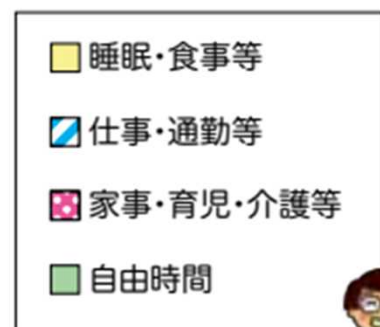 睡眠・食事等
仕事・通勤等
家事・育児・介護等
自由時間